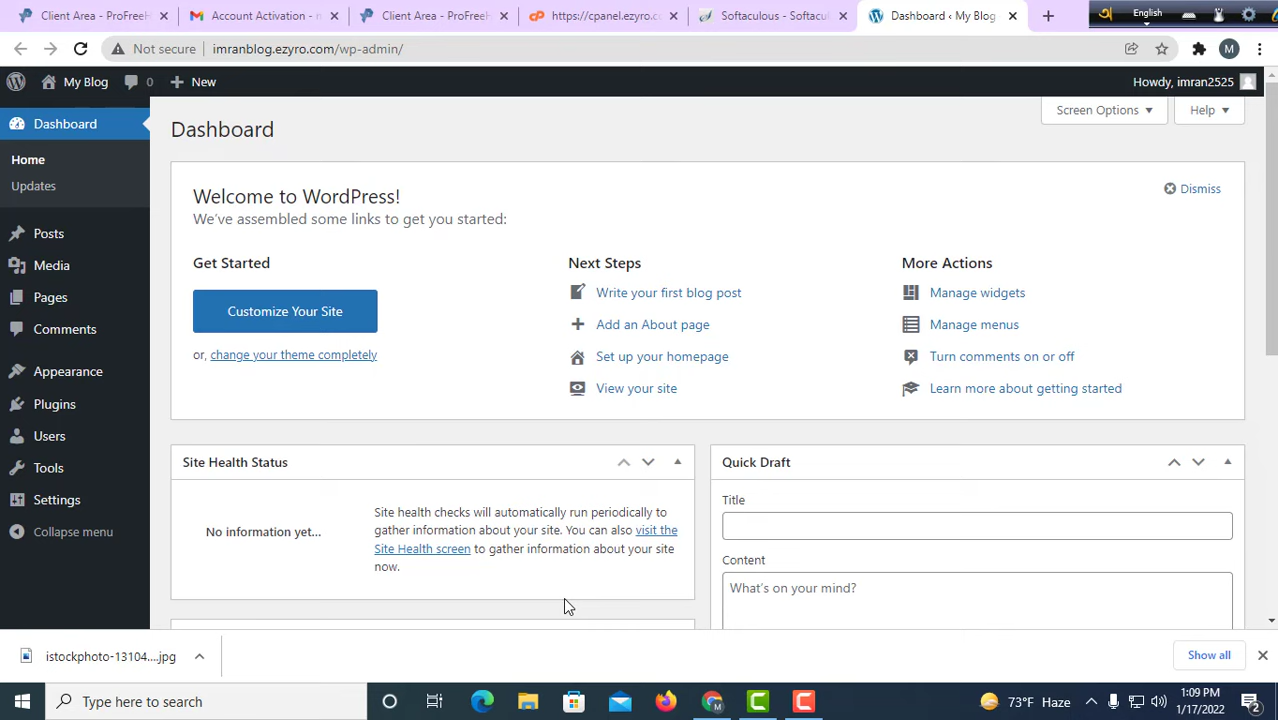 Client Area - ProFreeH
Account Activation - n
Client Area - ProFreeH
https://cpanel.ezyro.c
Softaculous - Softacul
Dashboard ‹ My Blog
English
Not secure
imranblog.ezyro.com/wp-admin/
M
My Blog
0
New
Howdy, imran2525
Dashboard
Home
Updates
Posts
Media
Pages
Comments
Appearance
Plugins
Users
Tools
Settings
Collapse menu
Dashboard
Screen Options
Help
Welcome to WordPress!
We've assembled some links to get you started:
Dismiss
Get Started
Customize Your Site
or, change your theme completely
Next Steps
Write your first blog post
Add an About page
Set up your homepage
View your site
More Actions
Manage widgets
Manage menus
Turn comments on or off
Learn more about getting started
Site Health Status
No information yet...
Site health checks will automatically run periodically to
gather information about your site. You can also visit the
Site Health screen to gather information about your site
now.
Quick Draft
Title
Content
What's on your mind?
istockphoto-13104....jpg
Show all
Type here to search
73°F Haze
1:09 PM
1/17/2022
2